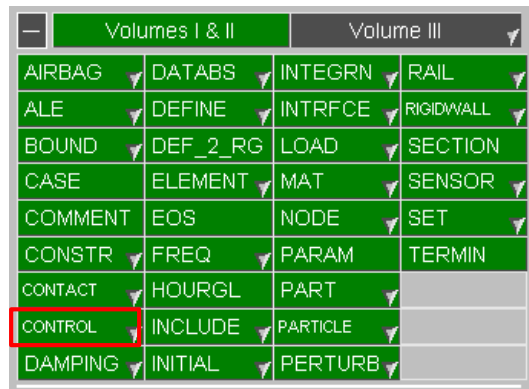 Volumes I & II Volume III
AIRBAG DATABS INTEGRN RAIL
ALE DEFINE INTRFCE RIGIDWALL
BOUND DEF_2_RG LOAD SECTION
CASE ELEMENT MAT SENSOR
COMMENT EOS NODE SET
CONSTR FREQ PARAM TERMIN
CONTACT HOURGL PART
CONTROL INCLUDE PARTICLE
DAMPING INITIAL PERTURB